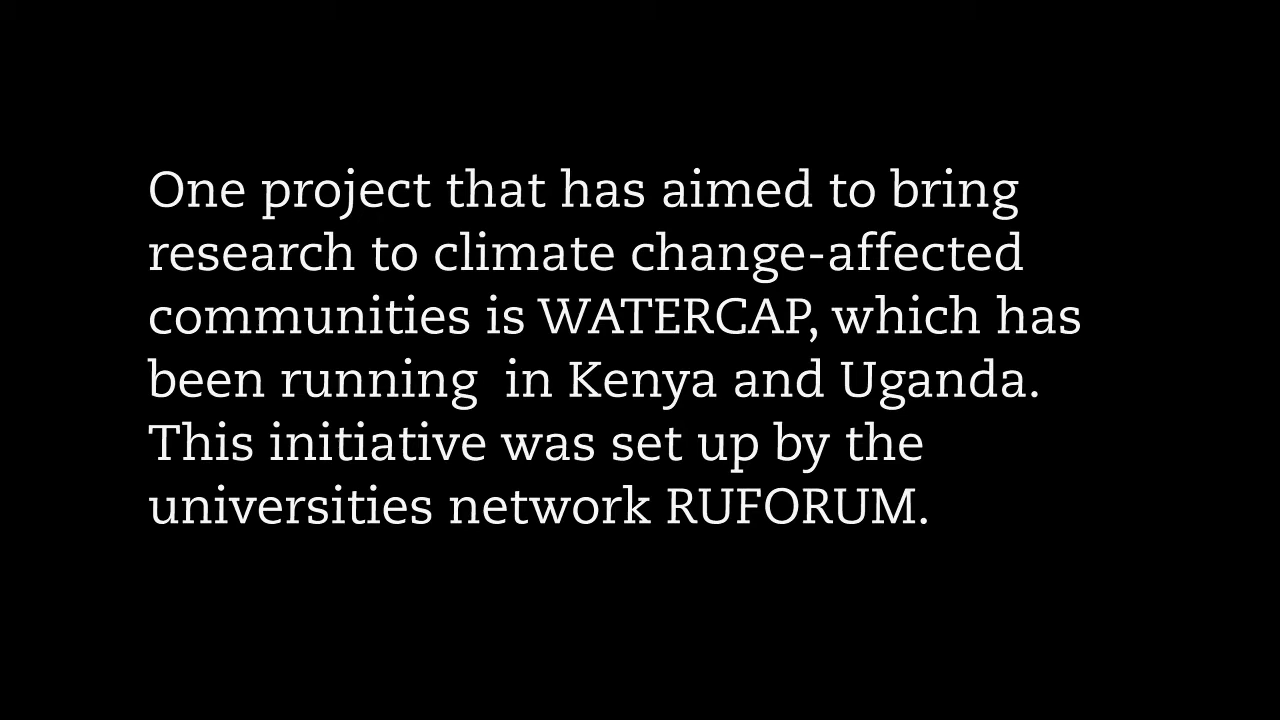 One project that has aimed to bring
research to climate change-affected
communities is WATERCAP, which has
been running  in Kenya and Uganda.
This initiative was set up by the
universities network RUFORUM.